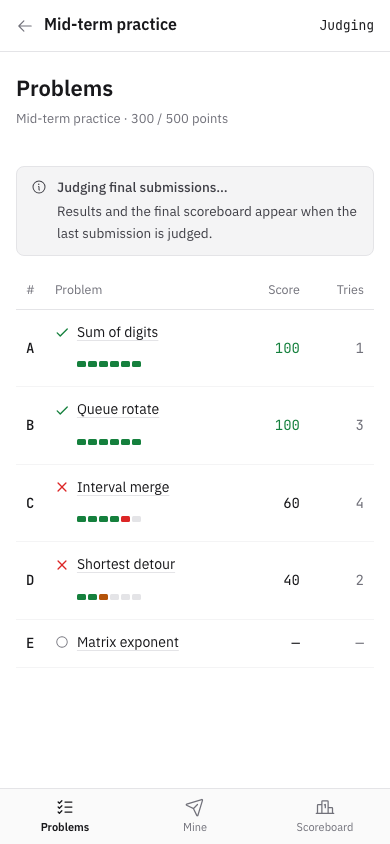 Mid-term practice
Judging
Problems
Mid-term practice · 300 / 500 points
Judging final submissions...
Results and the final scoreboard appear when the
last submission is judged.
# Problem Score Tries
A Sum of digits 100 1
B Queue rotate 100 3
C Interval merge 60 4
D Shortest detour 40 2
E Matrix exponent – –
Problems
Mine
Scoreboard